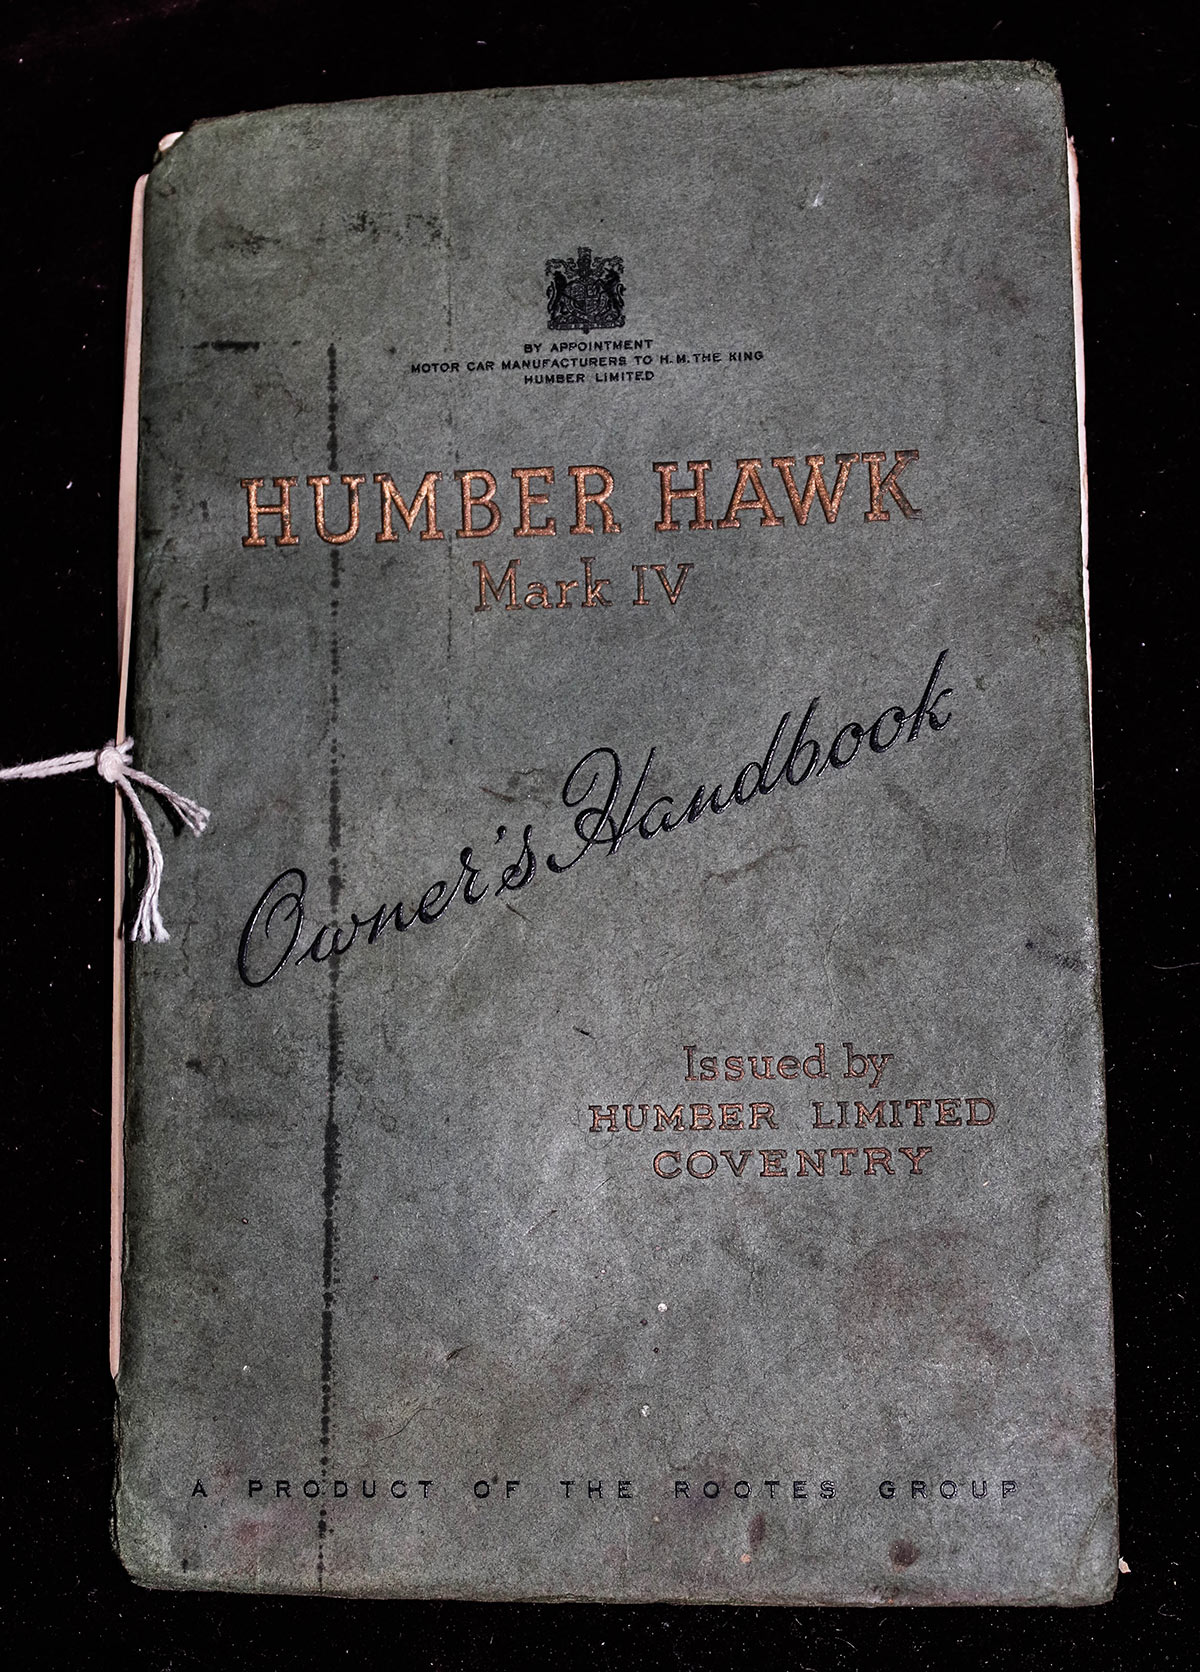 BY APPOINTMENT
MOTOR CAR MANUFACTURERS TO H.M. THE KING
HUMBER LIMITED
HUMBER HAWK
Mark IV
Owner's Handbook
Issued by
HUMBER LIMITED
COVENTRY
A PRODUCT OF THE ROOTES GROUP